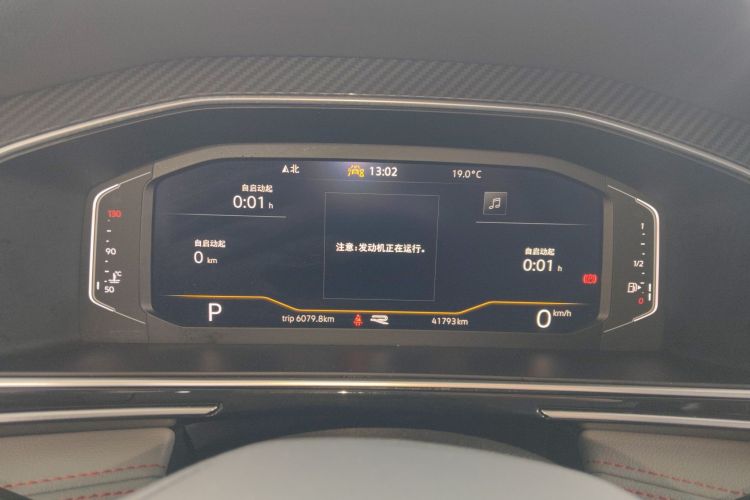 北 13:02 19.0°C
自启动起
0:01 h
自启动起
0 km
注意:发动机正在运行。
自启动起
0:01 h
130
90
°C
50
1
1/2
0
P
trip 6079.8km
41793km
0 km/h